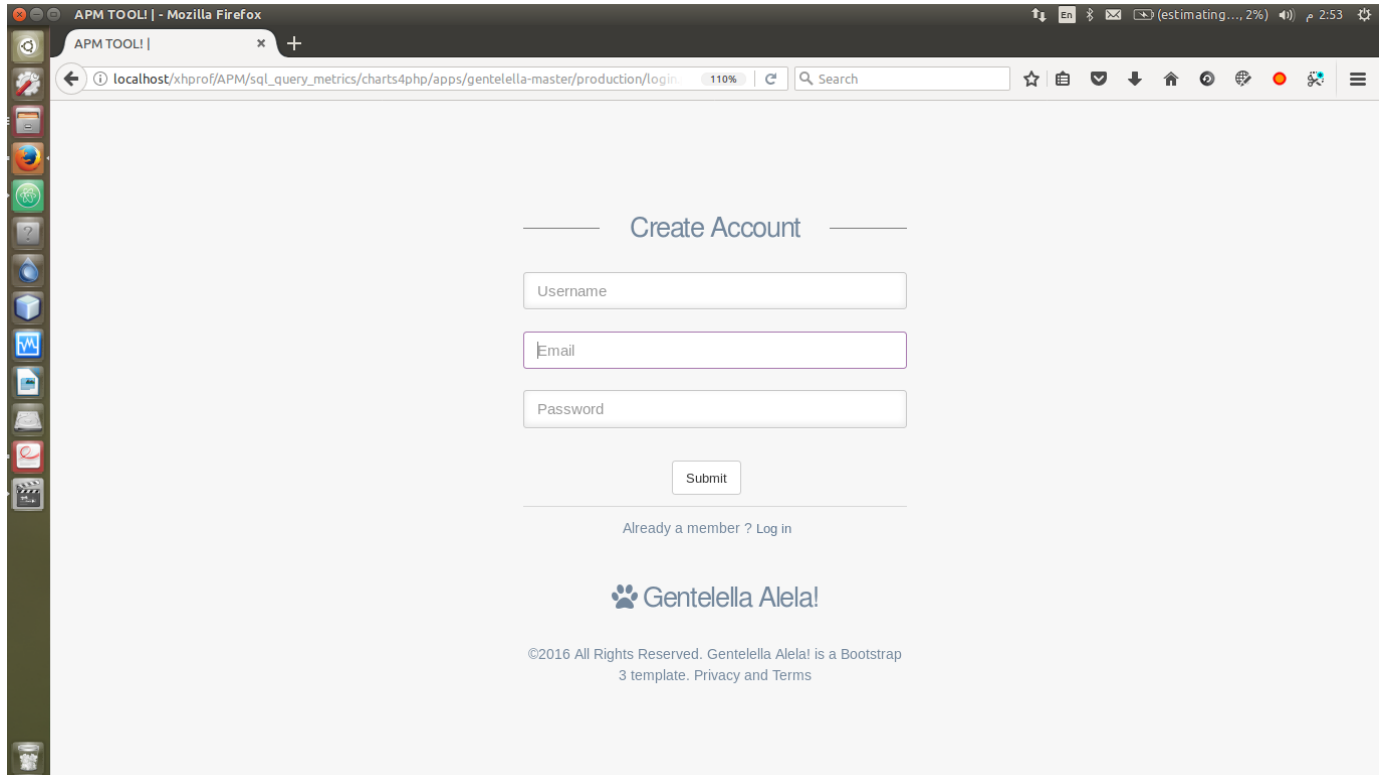 APM TOOL! | - Mozilla Firefox
En (estimating..., 2%) م 2:53
APM TOOL! |
localhost/xhprof/APM/sql_query_metrics/charts4php/apps/gentelella-master/production/login. 110% Search
Create Account
Username
Email
Password
Submit
Already a member ? Log in
Gentelella Alela!
©2016 All Rights Reserved. Gentelella Alela! is a Bootstrap
3 template. Privacy and Terms